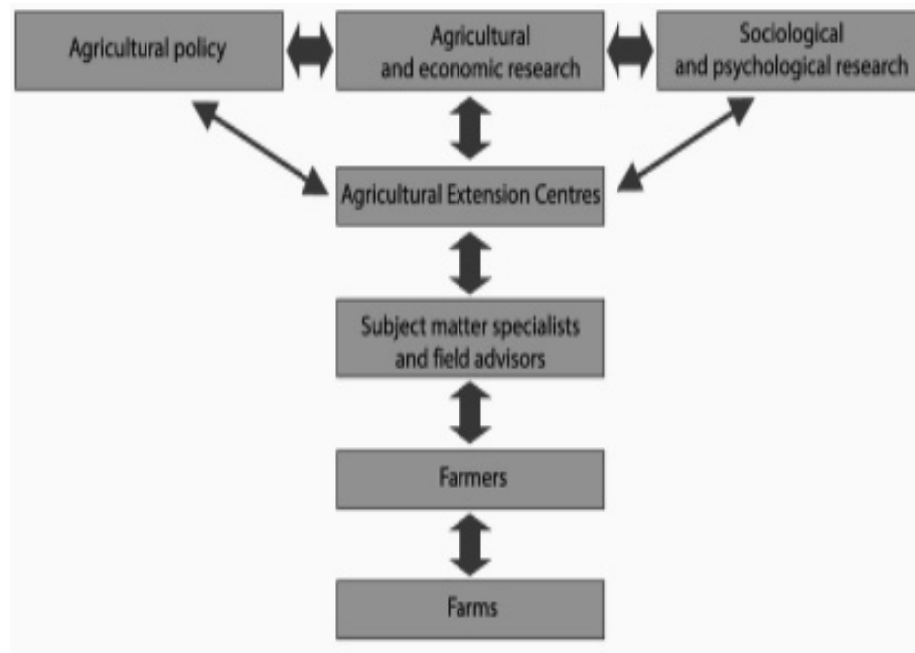 Agricultural policy
Agricultural
and economic research
Sociological
and psychological research
Agricultural Extension Centres
Subject matter specialists
and field advisors
Farmers
Farms